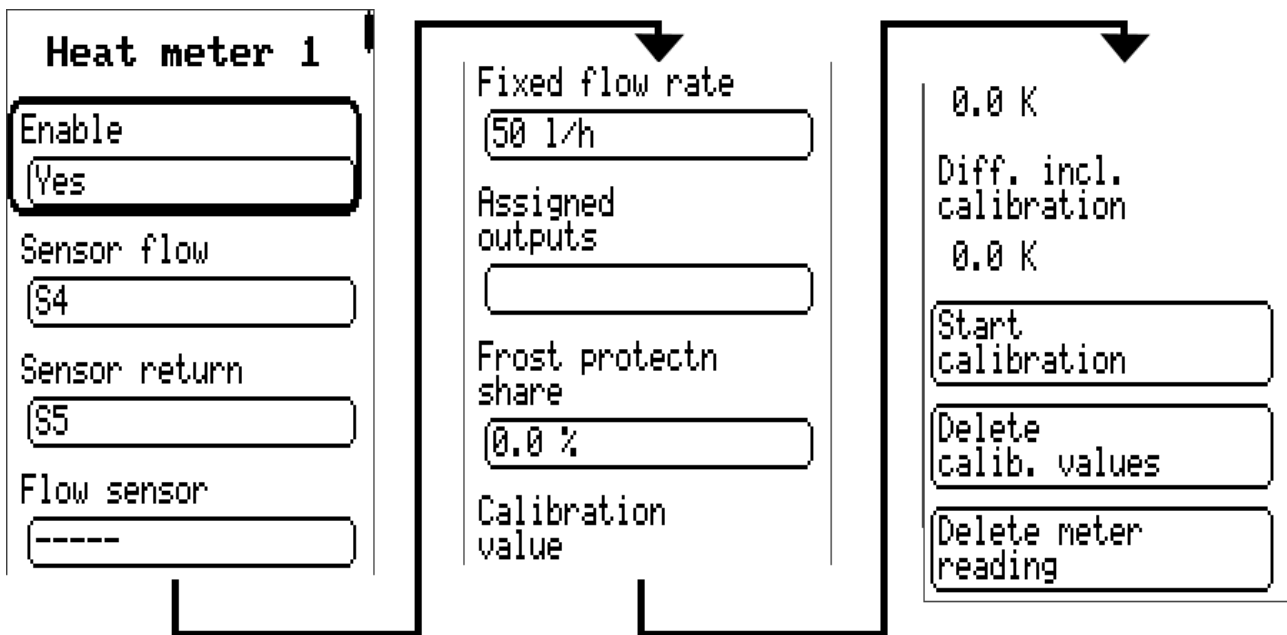 Heat meter 1
Enable
Yes
Sensor flow
S4
Sensor return
S5
Flow sensor
-----
Fixed flow rate
50 l/h
Assigned
outputs
Frost protectn
share
0.0 %
Calibration
value
0.0 K
Diff. incl.
calibration
0.0 K
Start
calibration
Delete
calib. values
Delete meter
reading